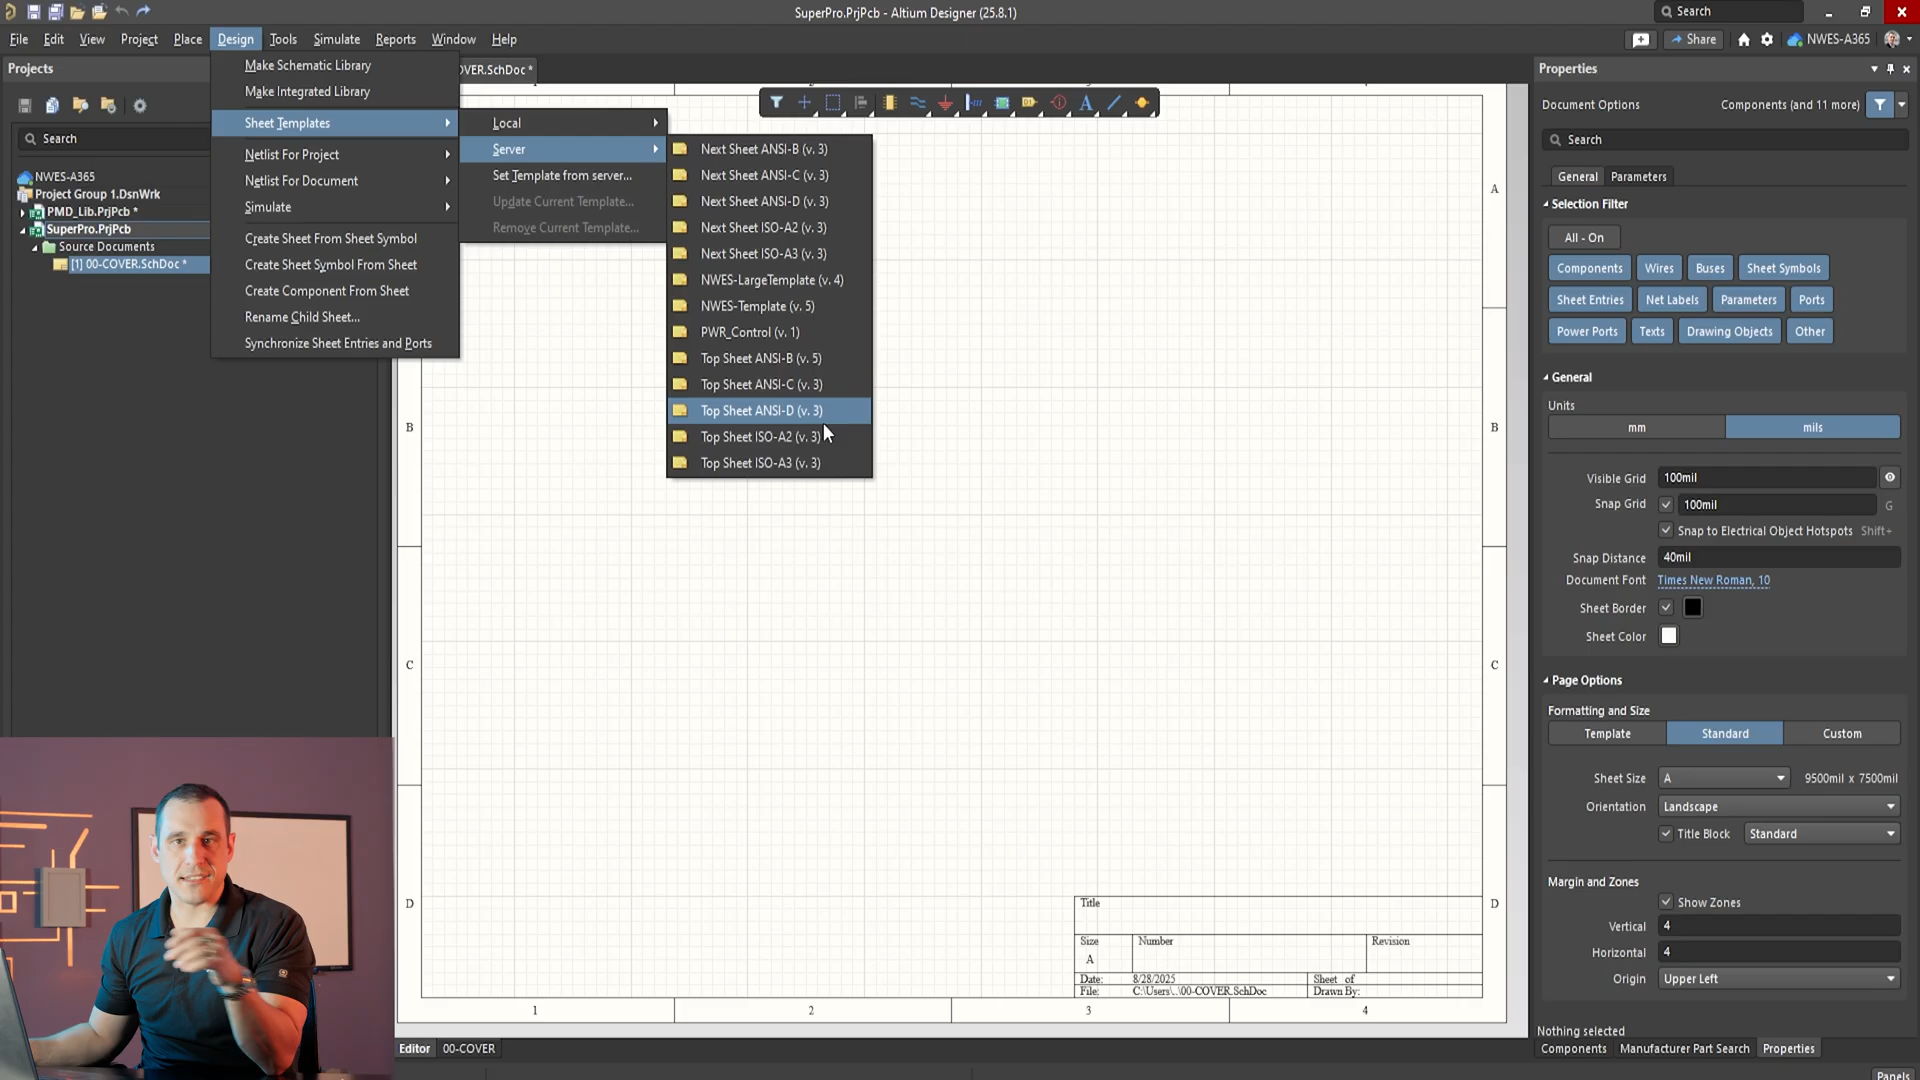 SuperPro.PrjPcb - Altium Designer (25.8.1)
Search
File Edit View Project Place Design Tools Simulate Reports Window Help
Share
NWES-A365
Projects
Search
NWES-A365
Project Group 1.DsnWrk
PMD_Lib.PrjPcb *
SuperPro.PrjPcb
Source Documents
[1] 00-COVER.SchDoc *
Make Schematic Library
Make Integrated Library
Sheet Templates
Netlist For Project
Netlist For Document
Simulate
Create Sheet From Sheet Symbol
Create Sheet Symbol From Sheet
Create Component From Sheet
Rename Child Sheet...
Synchronize Sheet Entries and Ports
OVER.SchDoc *
Local
Server
Set Template from server...
Update Current Template...
Remove Current Template...
Next Sheet ANSI-B (v. 3)
Next Sheet ANSI-C (v. 3)
Next Sheet ANSI-D (v. 3)
Next Sheet ISO-A2 (v. 3)
Next Sheet ISO-A3 (v. 3)
NWES-LargeTemplate (v. 4)
NWES-Template (v. 5)
PWR_Control (v. 1)
Top Sheet ANSI-B (v. 5)
Top Sheet ANSI-C (v. 3)
Top Sheet ANSI-D (v. 3)
Top Sheet ISO-A2 (v. 3)
Top Sheet ISO-A3 (v. 3)
A
B B
C C
D D
Title
Size Number Revision
A
Date: 8/28/2025 Sheet of
File: C:\Users\..\00-COVER.SchDoc Drawn By:
1 2 3 4
Editor 00-COVER
Properties
Document Options Components (and 11 more)
Search
General Parameters
Selection Filter
All - On
Components Wires Buses Sheet Symbols
Sheet Entries Net Labels Parameters Ports
Power Ports Texts Drawing Objects Other
General
Units
mm mils
Visible Grid 100mil
Snap Grid 100mil G
Snap to Electrical Object Hotspots Shift+
Snap Distance 40mil
Document Font Times New Roman, 10
Sheet Border
Sheet Color
Page Options
Formatting and Size
Template Standard Custom
Sheet Size A 9500mil x 7500mil
Orientation Landscape
Title Block Standard
Margin and Zones
Show Zones
Vertical 4
Horizontal 4
Origin Upper Left
Nothing selected
Components Manufacturer Part Search Properties
Panels